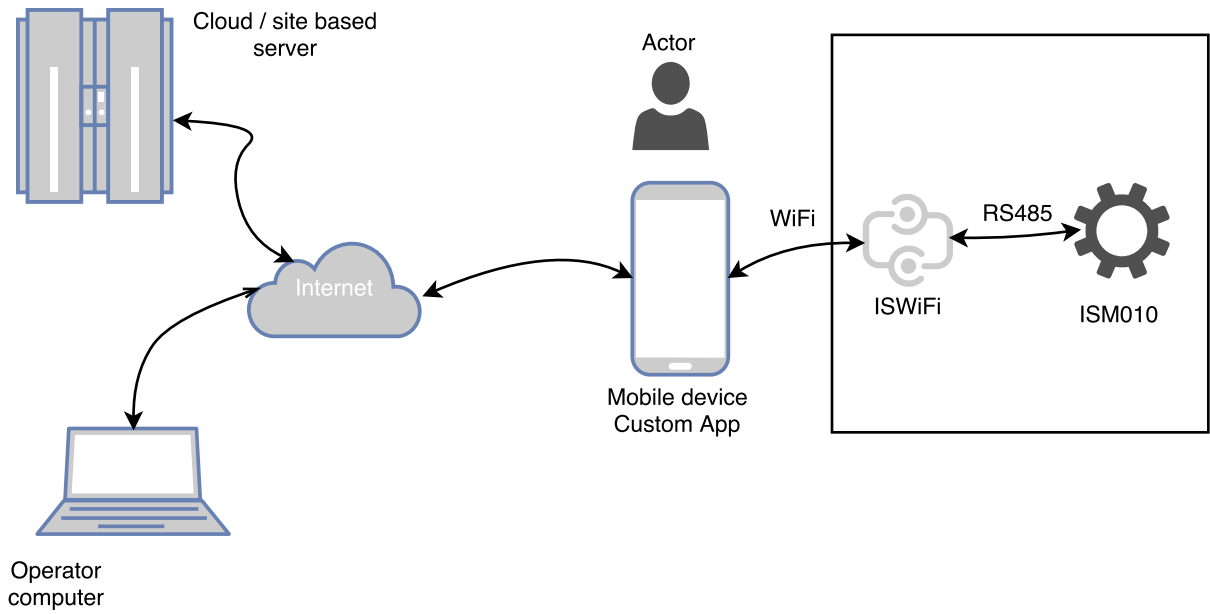 Cloud / site based
server
Actor
WiFi
RS485
Internet
ISWiFi
ISM010
Mobile device
Custom App
Operator
computer